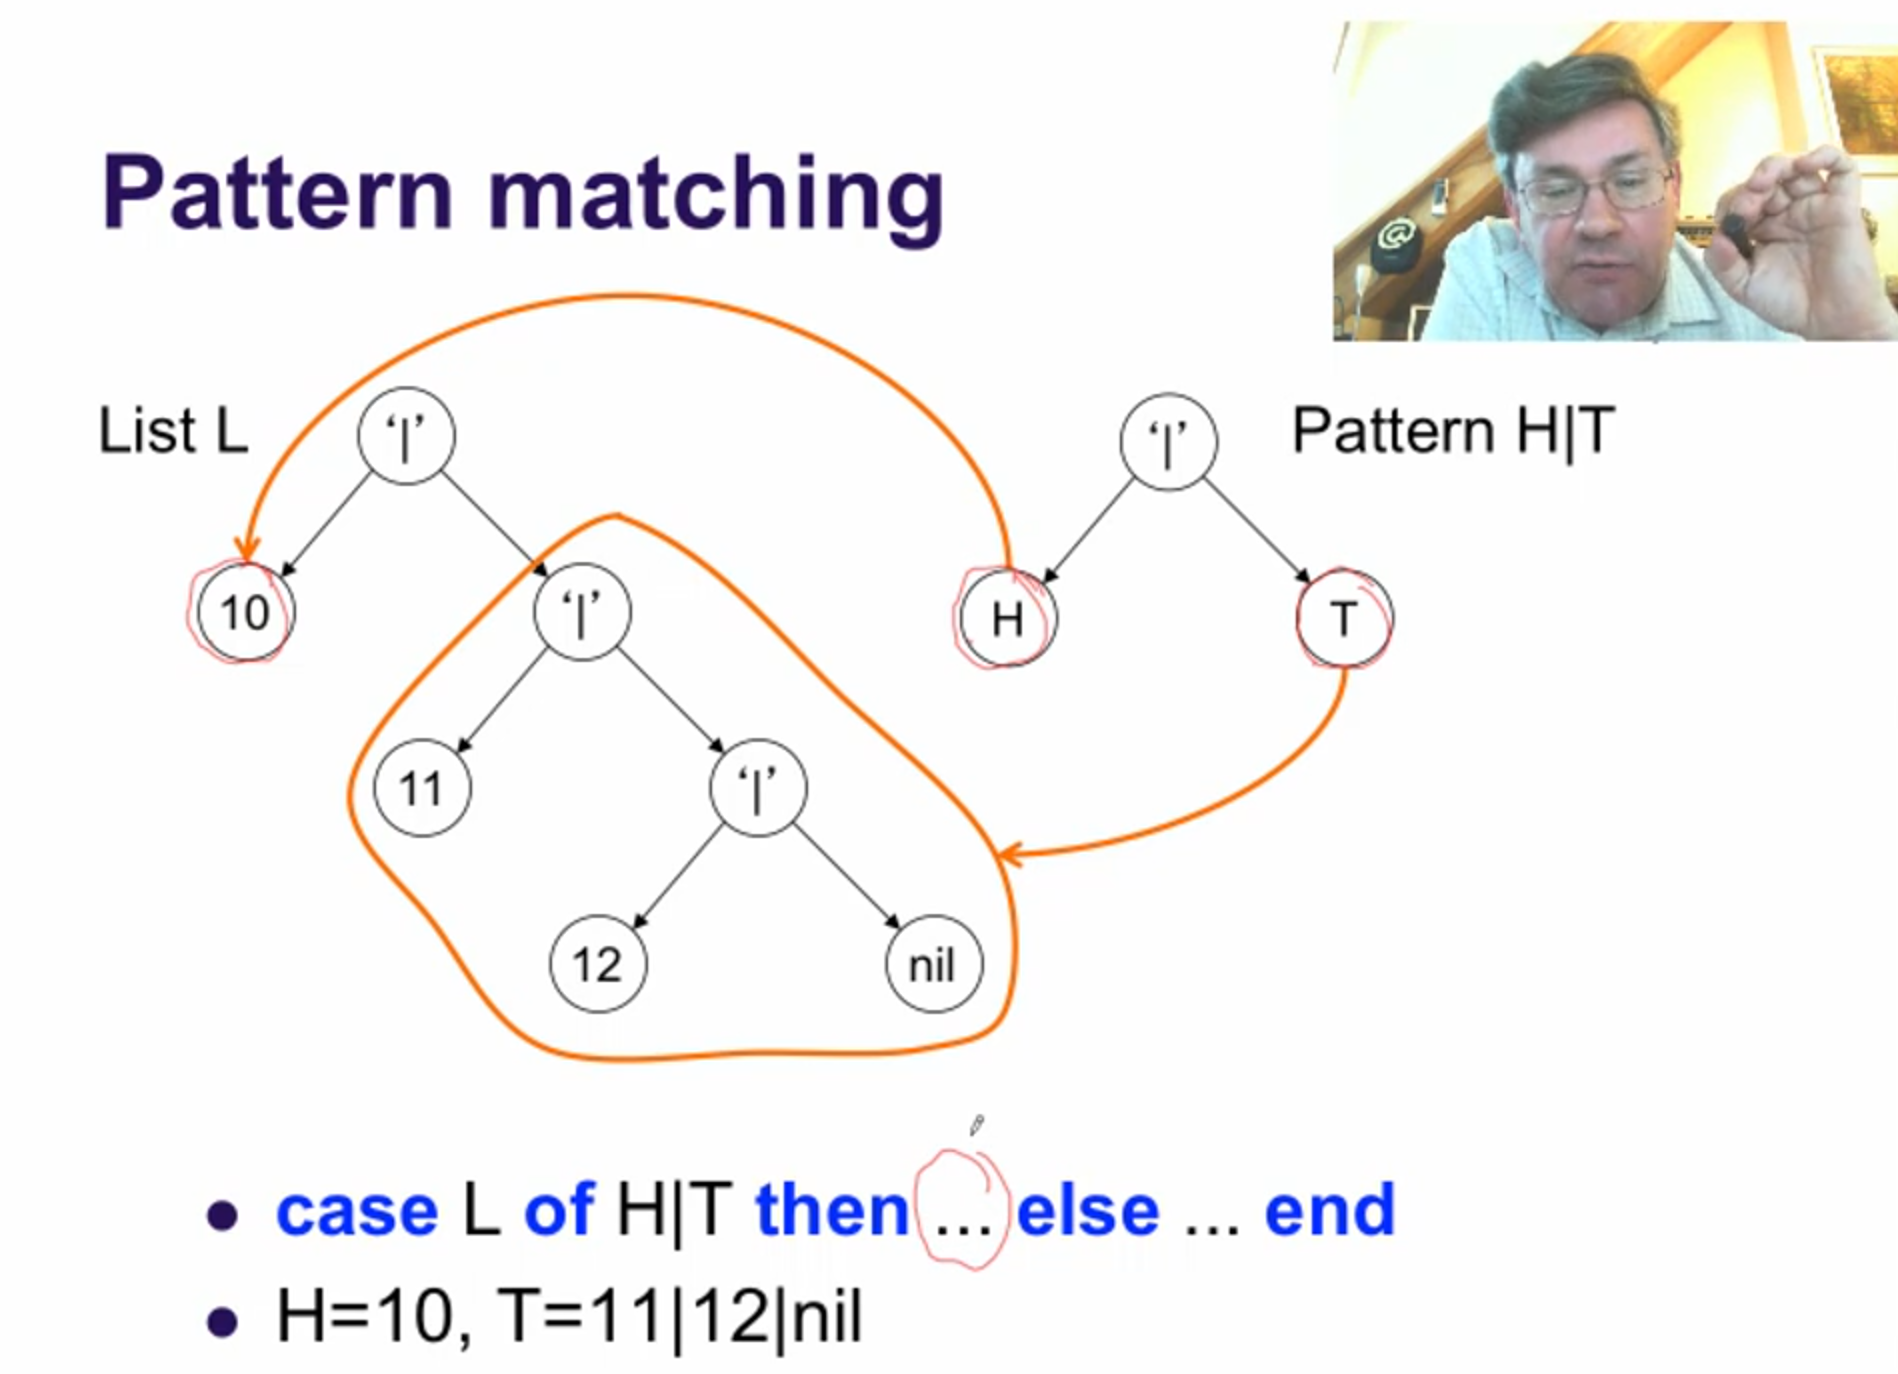 Pattern matching
List L
‘|’
‘|’
Pattern H|T
10
‘|’
H
T
11
‘|’
12
nil
• case L of H|T then ... else ... end
• H=10, T=11|12|nil
@